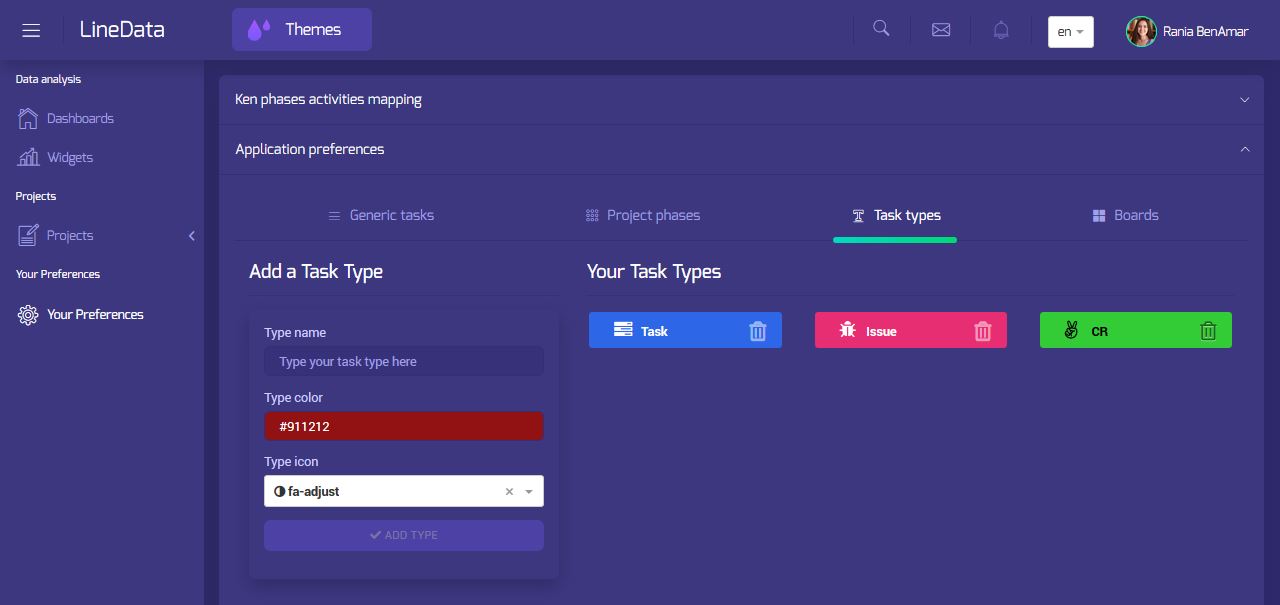 LineData
Themes
en
Rania BenAmar
Data analysis
Dashboards
Widgets
Projects
Projects
Your Preferences
Your Preferences
Ken phases activities mapping
Application preferences
Generic tasks
Project phases
Task types
Boards
Add a Task Type
Type name
Type your task type here
Type color
#911212
Type icon
fa-adjust
ADD TYPE
Your Task Types
Task
Issue
CR